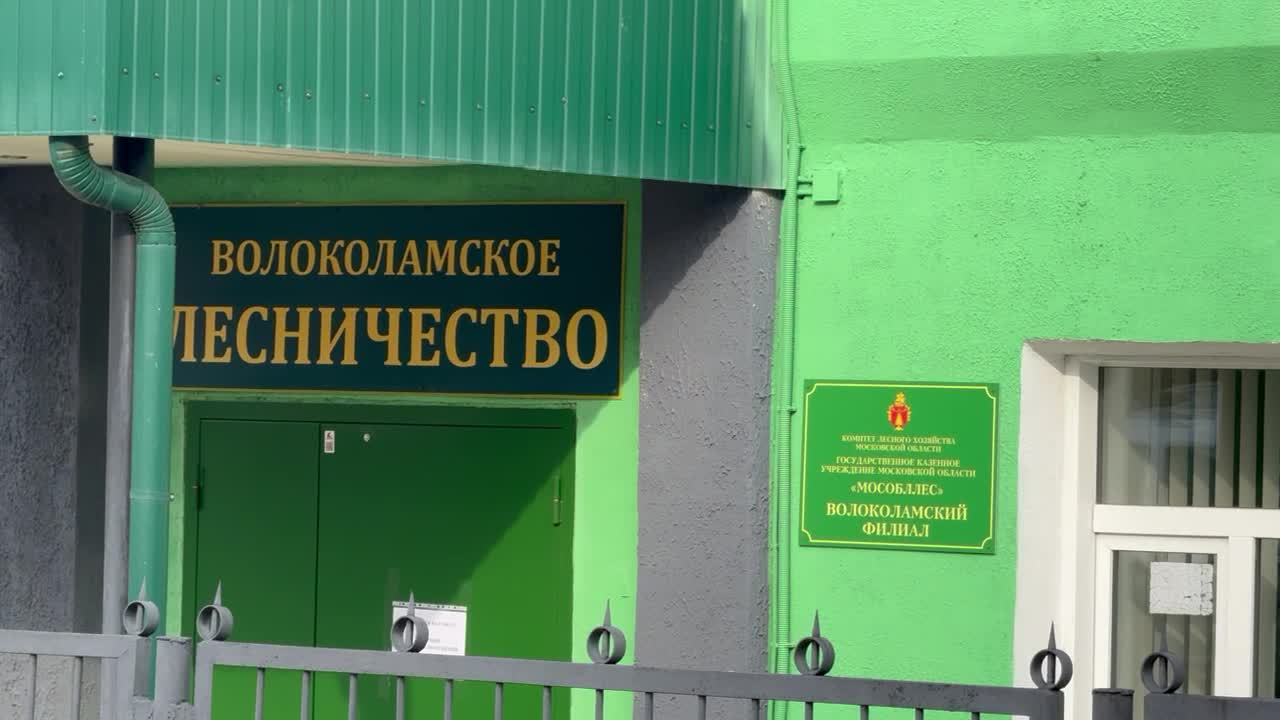 ВОЛОКОЛАМСКОЕ
ЛЕСНИЧЕСТВО
КОМИТЕТ ЛЕСНОГО ХОЗЯЙСТВА
МОСКОВСКОЙ ОБЛАСТИ
ГОСУДАРСТВЕННОЕ КАЗЕННОЕ
УЧРЕЖДЕНИЕ МОСКОВСКОЙ ОБЛАСТИ
«МОСОБЛЛЕС»
ВОЛОКОЛАМСКИЙ
ФИЛИАЛ